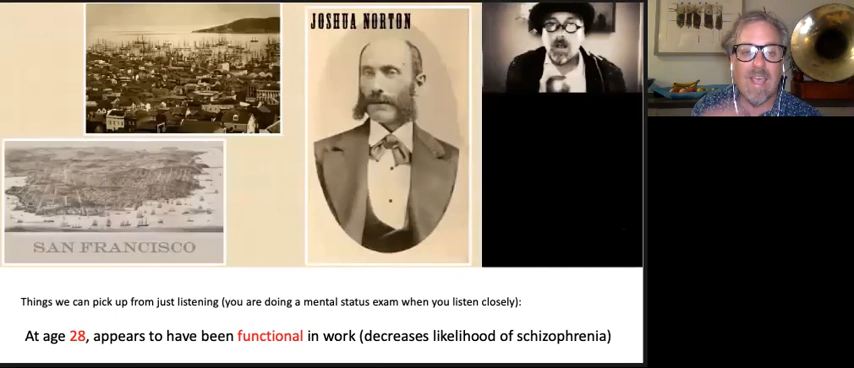 JOSHUA NORTON
SAN FRANCISCO
Things we can pick up from just listening (you are doing a mental status exam when you listen closely):
At age 28, appears to have been functional in work (decreases likelihood of schizophrenia)